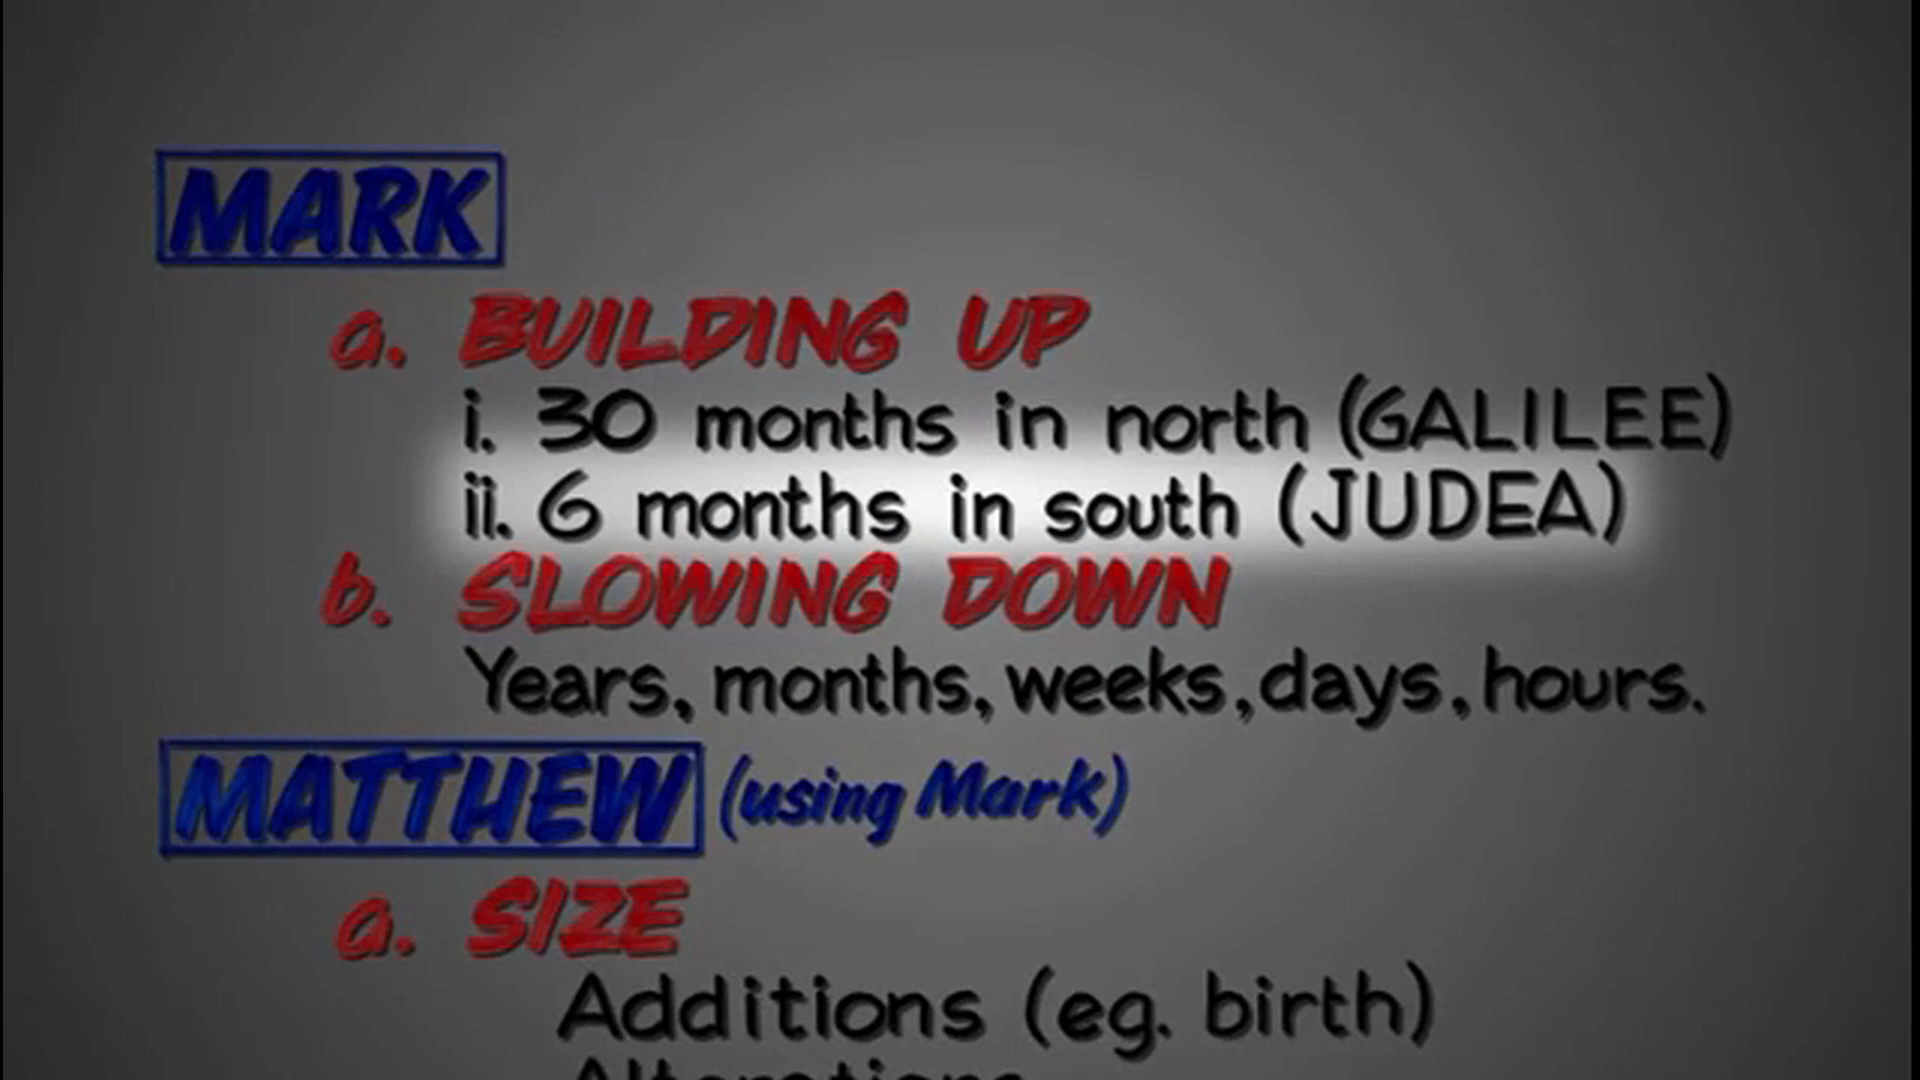 MARK
a. BUILDING UP
i. 30 months in north (GALILEE)
ii. 6 months in south (JUDEA)
b. SLOWING DOWN
Years, months, weeks, days, hours.
MATTHEW (using Mark)
a. SIZE
Additions (eg. birth)
Alterations